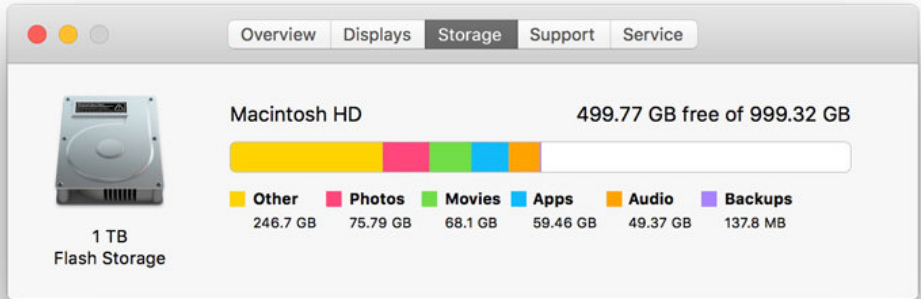 Overview Displays Storage Support Service
Macintosh HD 499.77 GB free of 999.32 GB
Other Photos Movies Apps Audio Backups
246.7 GB 75.79 GB 68.1 GB 59.46 GB 49.37 GB 137.8 MB
1 TB
Flash Storage